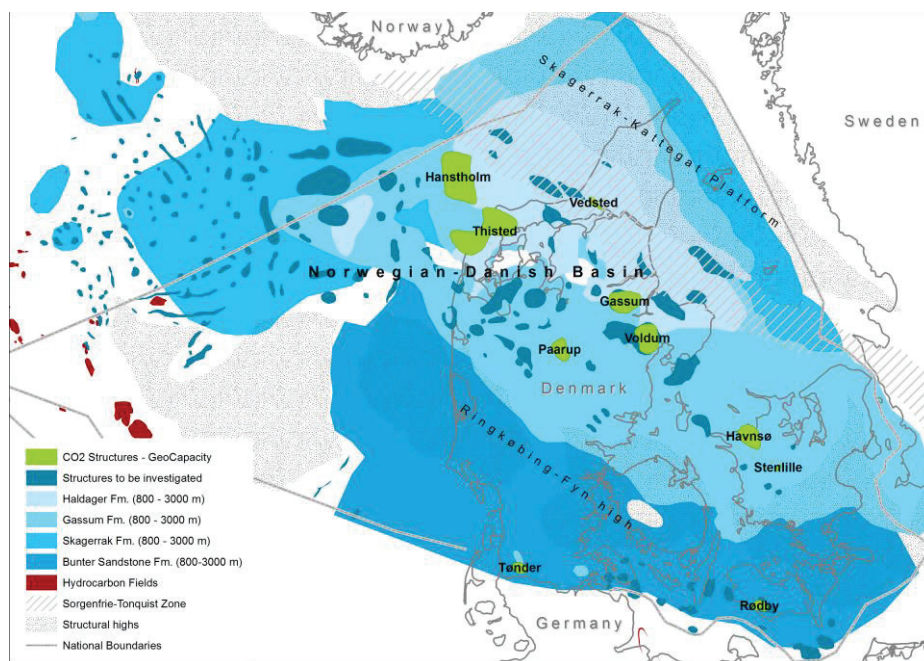 Norway
Skagerrak-Kattegat Platform
Sweden
Hanstholm
Vedsted
Thisted
Norwegian-Danish Basin
Gassum
Voldum
Paarup
Denmark
Ringkøbing-Fyn high
Havnsø
Stenlille
Tønder
Rødby
Germany
CO2 Structures - GeoCapacity
Structures to be investigated
Haldager Fm. (800 - 3000 m)
Gassum Fm. (800 - 3000 m)
Skagerrak Fm. (800 - 3000 m)
Bunter Sandstone Fm. (800-3000 m)
Hydrocarbon Fields
Sorgenfrie-Tonquist Zone
Structural highs
National Boundaries